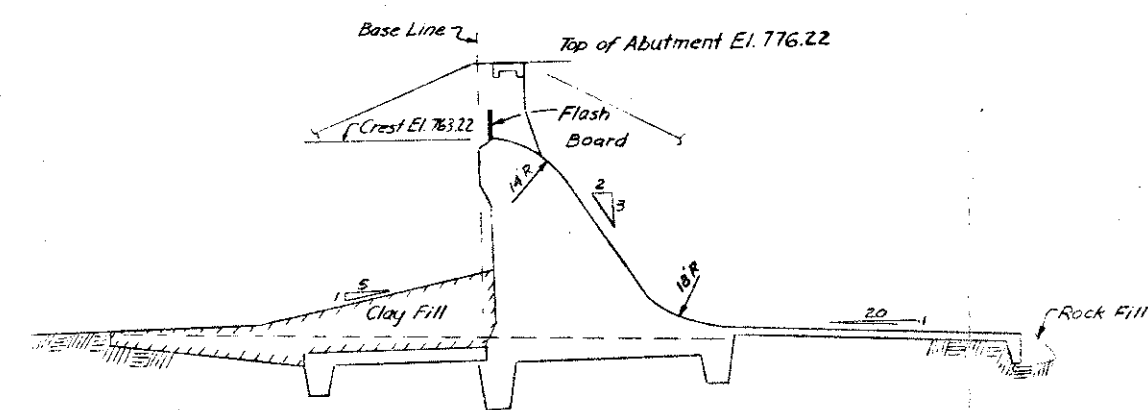 Base Line
Top of Abutment El. 776.22
Crest El. 763.22
Flash
Board
14' R
2
3
18' R
1 5
Clay Fill
20 1
Rock Fill